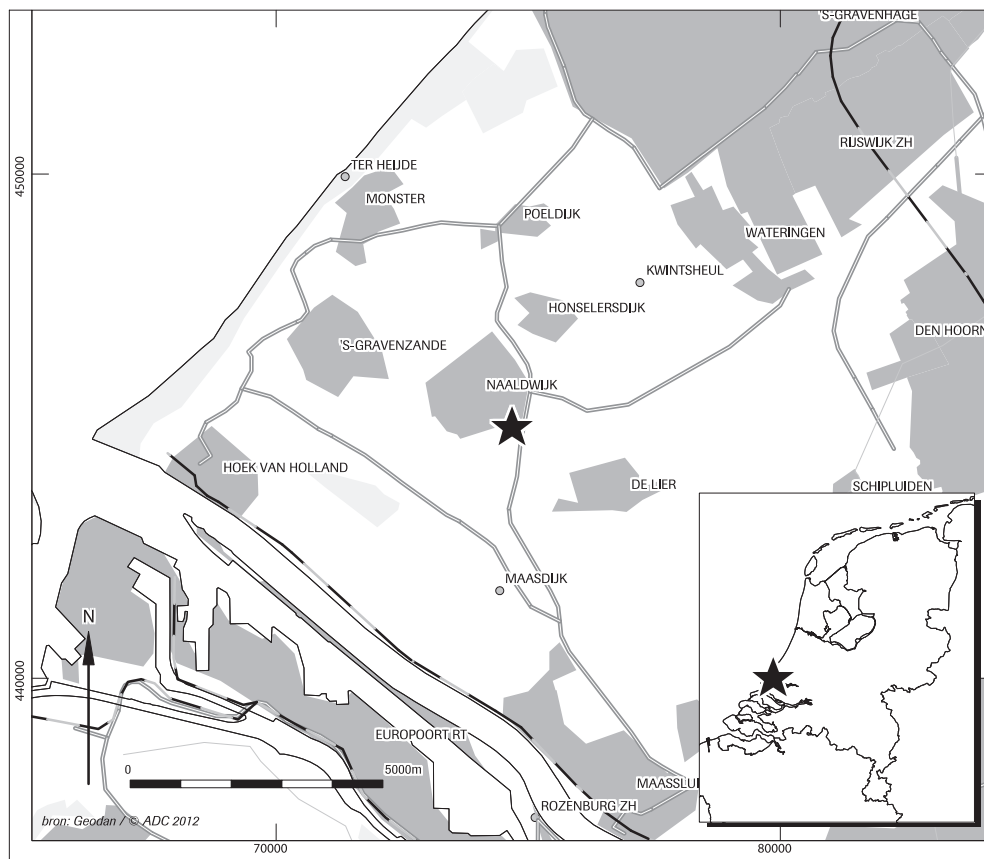 'S-GRAVENHAGE
RIJSWIJK ZH
450000
TER HEIJDE
MONSTER
POELDIJK
WATERINGEN
KWINTSHEUL
HONSELERSDIJK
DEN HOORN
'S-GRAVENZANDE
NAALDWIJK
HOEK VAN HOLLAND
DE LIER
SCHIPLUIDEN
MAASDIJK
N
440000
EUROPOORT RT
0
5000m
MAASSLUI
ROZENBURG ZH
bron: Geodan / © ADC 2012
70000
80000